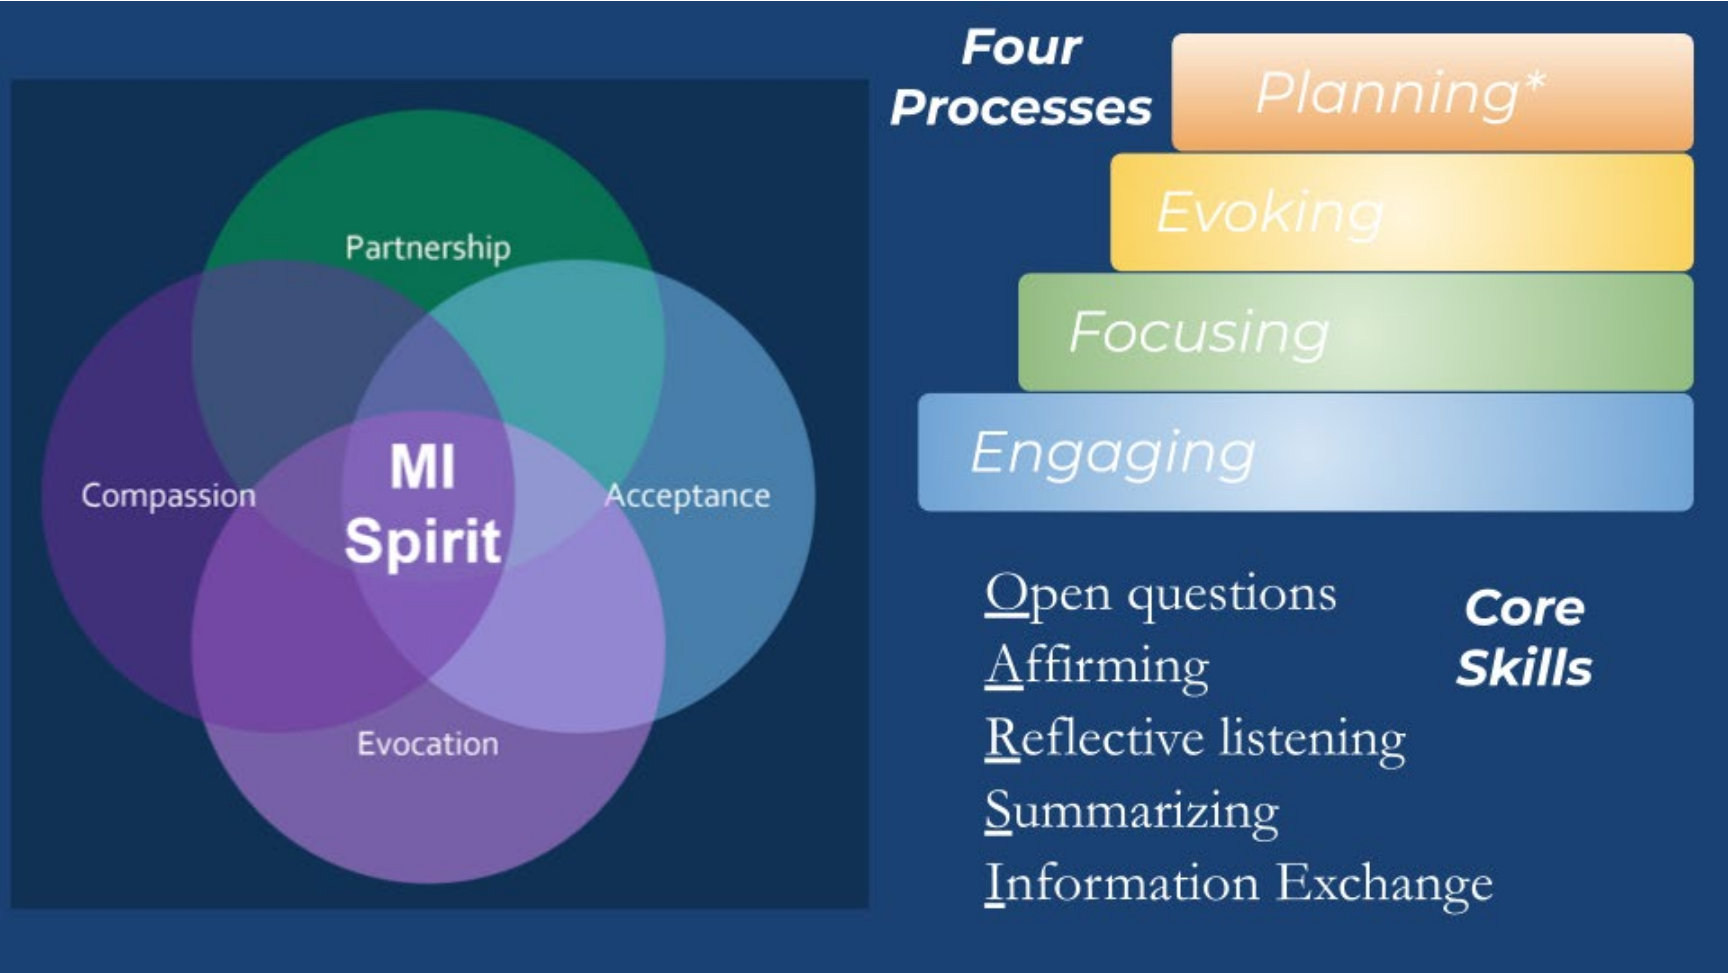 Partnership
Compassion
MI
Spirit
Acceptance
Evocation
Four
Processes
Planning*
Evoking
Focusing
Engaging
Open questions
Affirming
Reflective listening
Summarizing
Information Exchange
Core
Skills